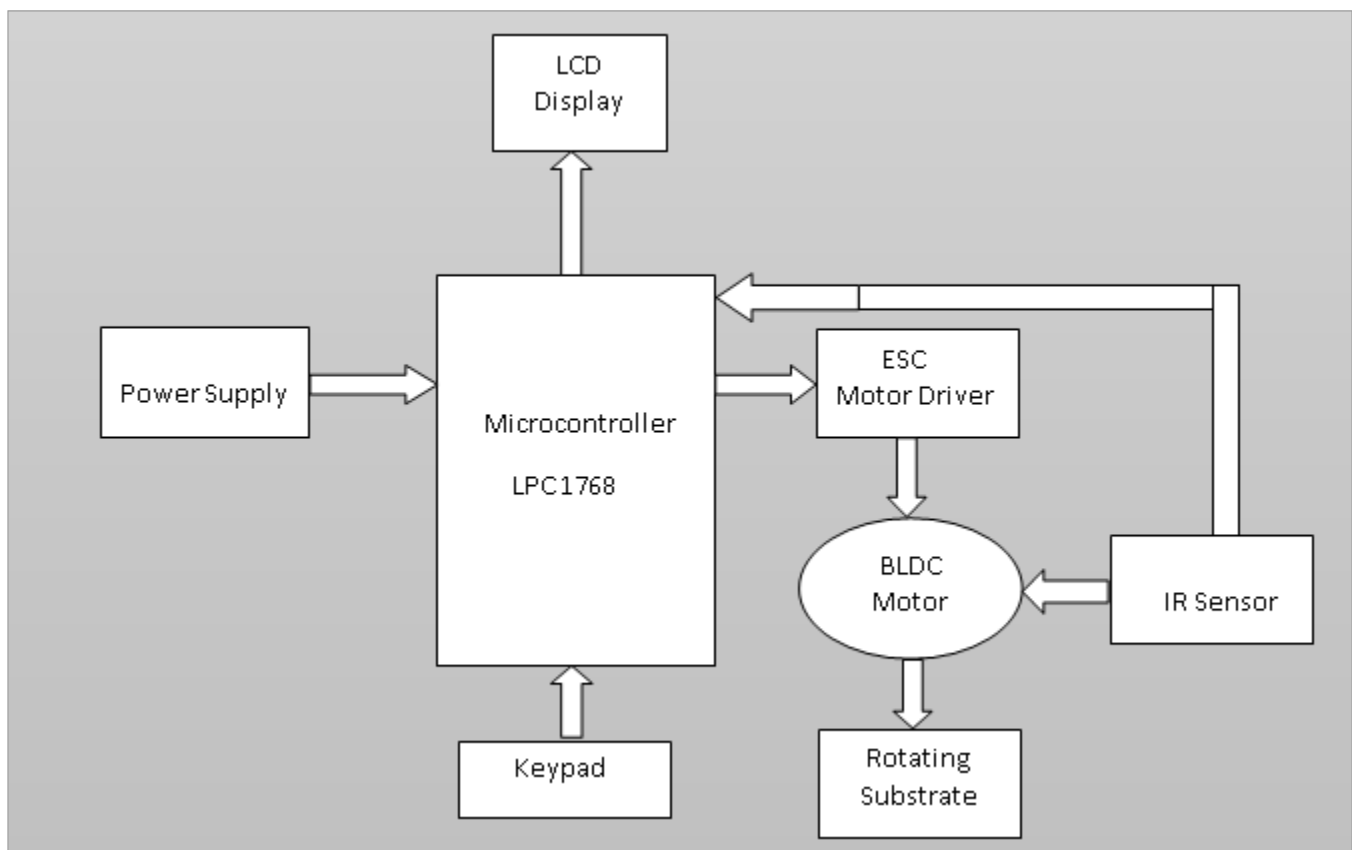 LCD
Display
Power Supply
Microcontroller
LPC1768
ESC
Motor Driver
BLDC
Motor
IR Sensor
Keypad
Rotating
Substrate